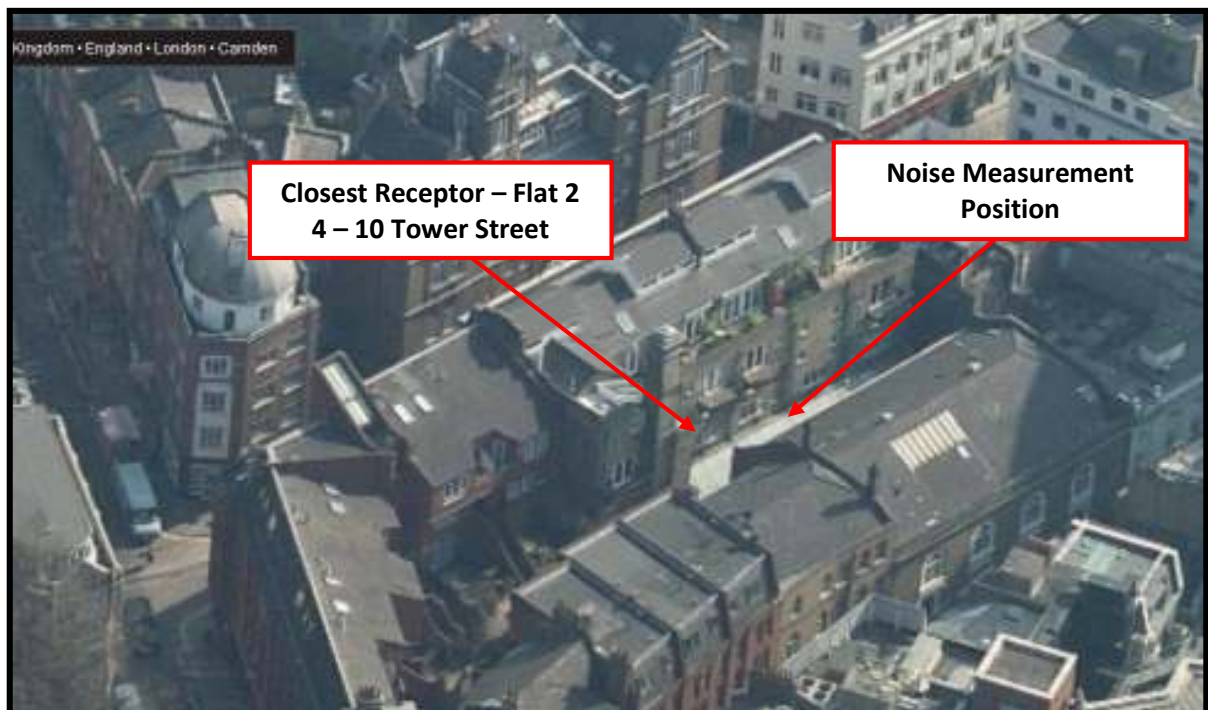 Kingdom • England • London • Camden
Closest Receptor – Flat 2
4 – 10 Tower Street
Noise Measurement
Position